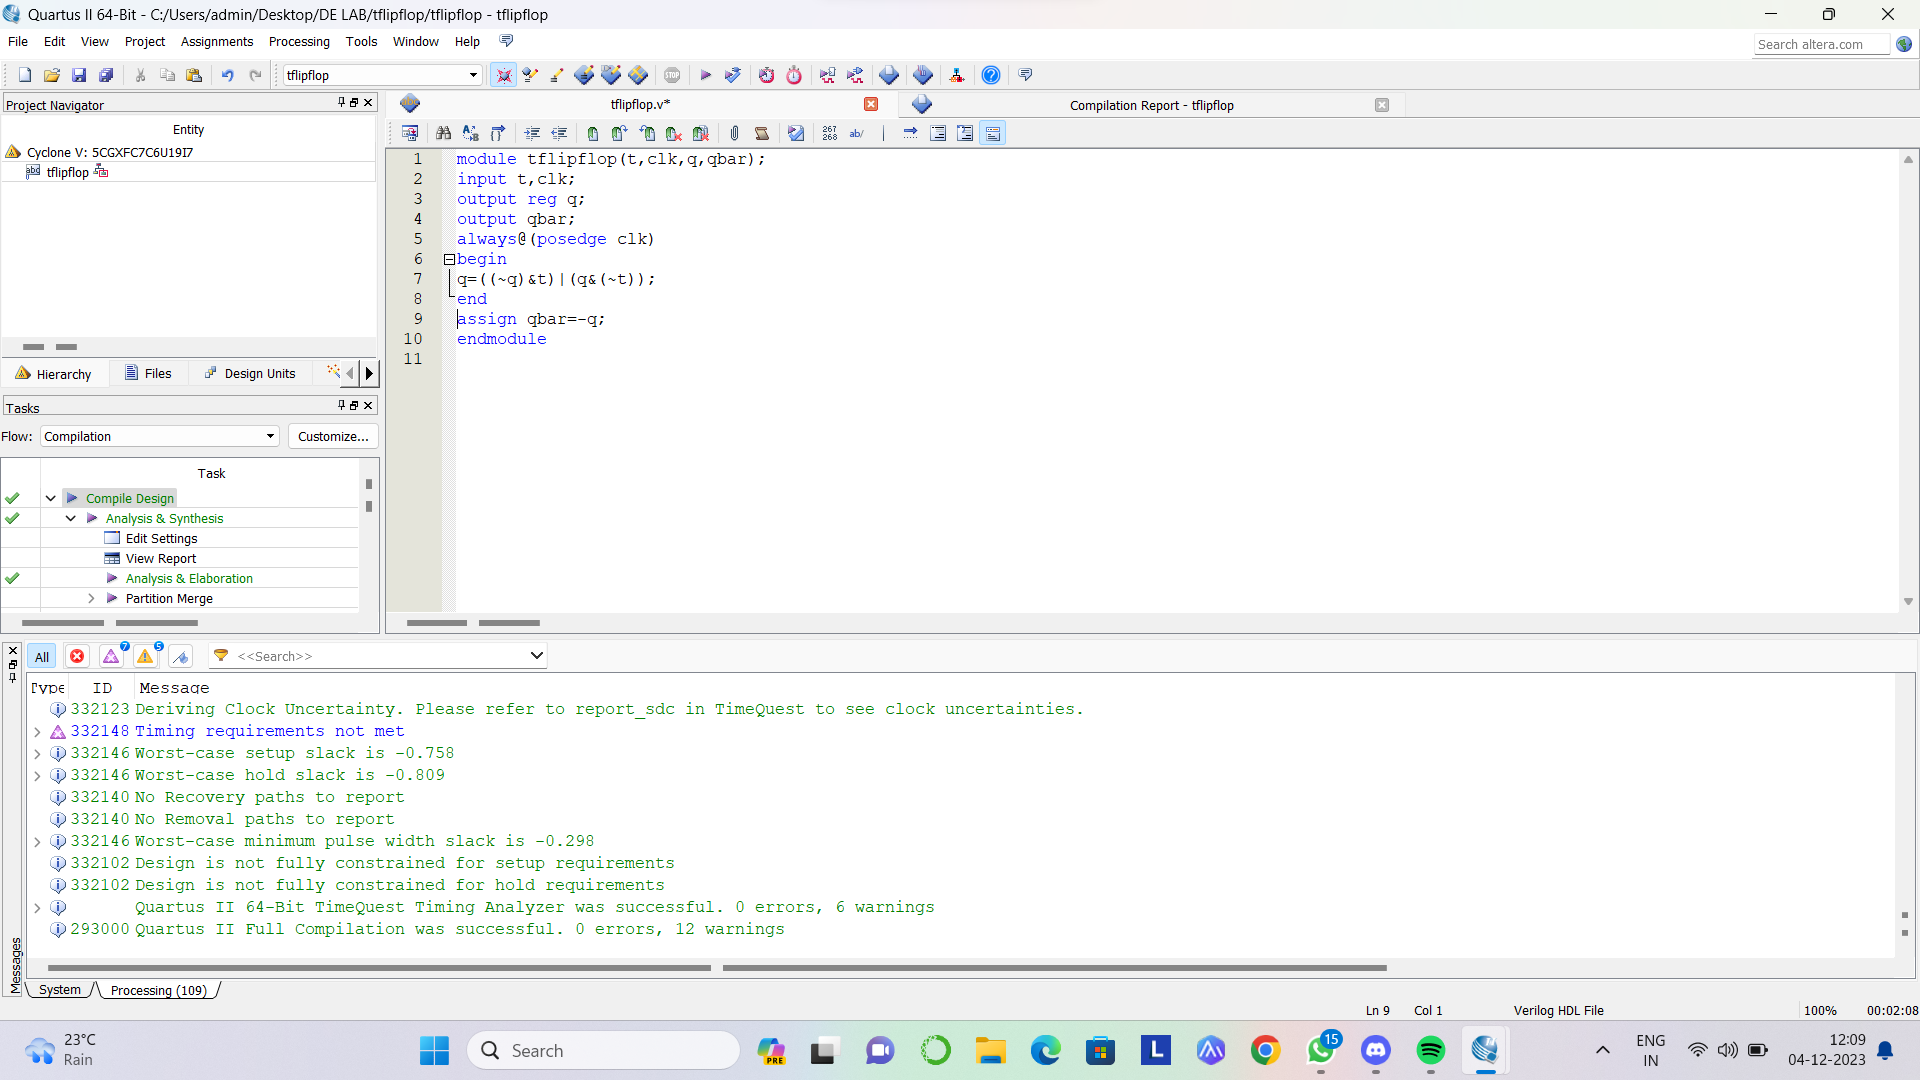 Quartus II 64-Bit - C:/Users/admin/Desktop/DE LAB/tflipflop/tflipflop - tflipflop
File Edit View Project Assignments Processing Tools Window Help
Search altera.com
tflipflop
STOP
Project Navigator
Entity
Cyclone V: 5CGXFC7C6U19I7
abd tflipflop
Hierarchy Files Design Units
Tasks
Flow: Compilation Customize...
Task
Compile Design
Analysis & Synthesis
Edit Settings
View Report
Analysis & Elaboration
Partition Merge
tflipflop.v*
Compilation Report - tflipflop
267
268 ab/
1 module tflipflop(t,clk,q,qbar);
2 input t,clk;
3 output reg q;
4 output qbar;
5 always@(posedge clk)
6 begin
7 q=((~q)&t)|(q&(~t));
8 end
9 assign qbar=~q;
10 endmodule
11
All 7 5 <<Search>>
Type ID Message
332123 Deriving Clock Uncertainty. Please refer to report_sdc in TimeQuest to see clock uncertainties.
332148 Timing requirements not met
332146 Worst-case setup slack is -0.758
332146 Worst-case hold slack is -0.809
332140 No Recovery paths to report
332140 No Removal paths to report
332146 Worst-case minimum pulse width slack is -0.298
332102 Design is not fully constrained for setup requirements
332102 Design is not fully constrained for hold requirements
Quartus II 64-Bit TimeQuest Timing Analyzer was successful. 0 errors, 6 warnings
293000 Quartus II Full Compilation was successful. 0 errors, 12 warnings
Messages
System Processing (109)
Ln 9 Col 1 Verilog HDL File 100% 00:02:08
23°C
Rain
Search
PRE
L
15
ENG
IN
12:09
04-12-2023